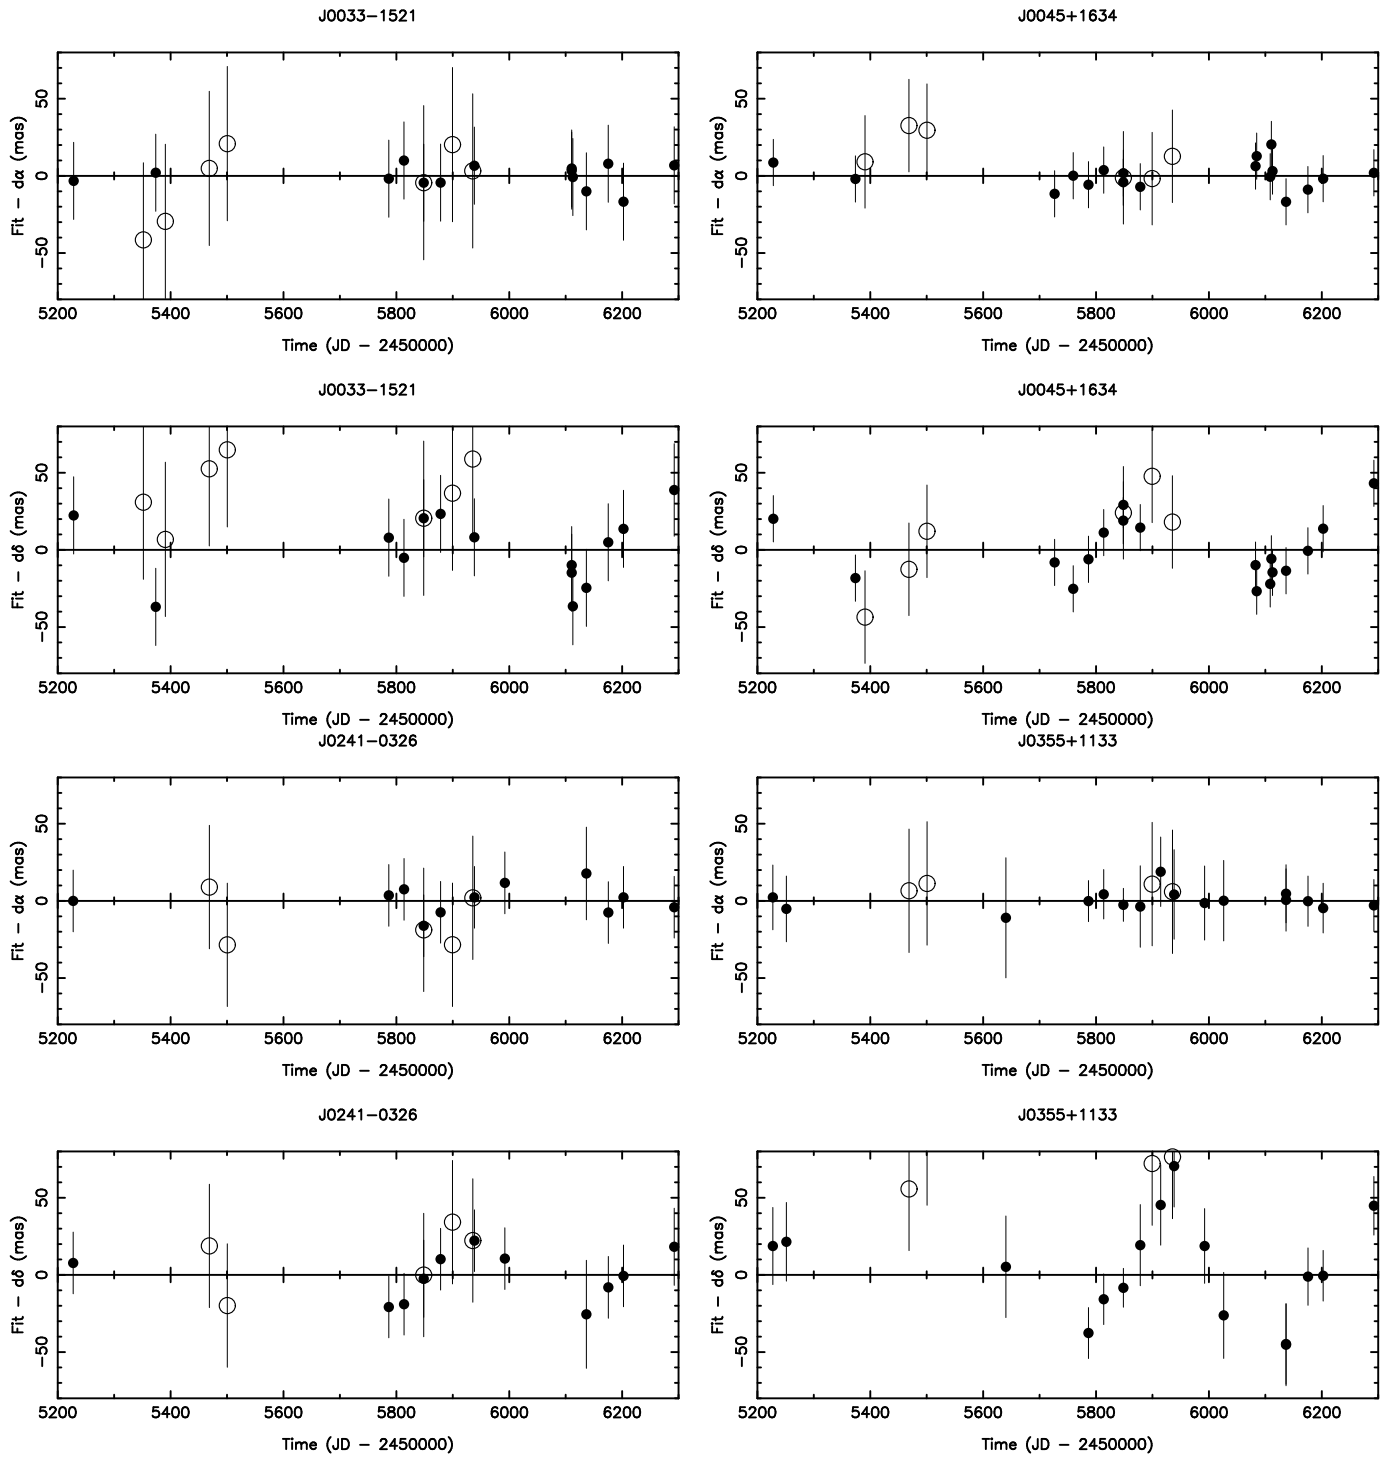 J0033−1521
J0045+1634
50
0
−50
Fit − dα (mas)
5200 5400 5600 5800 6000 6200
Time (JD − 2450000)
50
0
−50
Fit − dα (mas)
5200 5400 5600 5800 6000 6200
Time (JD − 2450000)
J0033−1521
J0045+1634
50
0
−50
Fit − dδ (mas)
5200 5400 5600 5800 6000 6200
Time (JD − 2450000)
50
0
−50
Fit − dδ (mas)
5200 5400 5600 5800 6000 6200
Time (JD − 2450000)
J0241−0326
J0355+1133
50
0
−50
Fit − dα (mas)
5200 5400 5600 5800 6000 6200
Time (JD − 2450000)
50
0
−50
Fit − dα (mas)
5200 5400 5600 5800 6000 6200
Time (JD − 2450000)
J0241−0326
J0355+1133
50
0
−50
Fit − dδ (mas)
5200 5400 5600 5800 6000 6200
Time (JD − 2450000)
50
0
−50
Fit − dδ (mas)
5200 5400 5600 5800 6000 6200
Time (JD − 2450000)